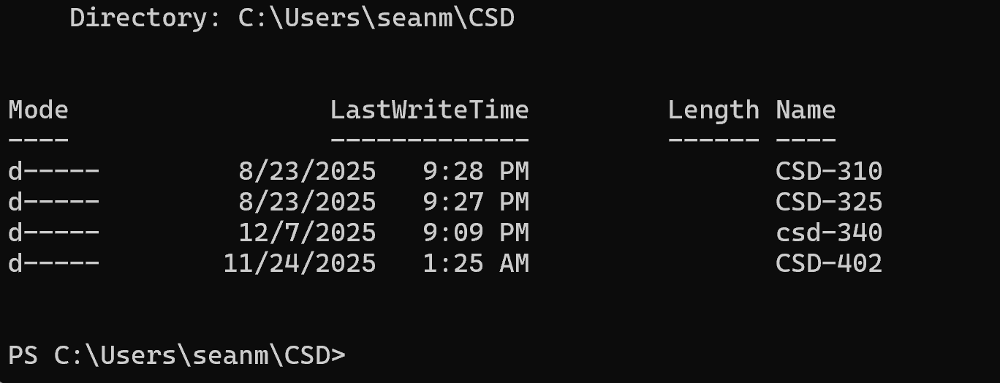 Directory: C:\Users\seanm\CSD
Mode LastWriteTime Length Name
---- ------------- ------ ----
d----- 8/23/2025 9:28 PM CSD-310
d----- 8/23/2025 9:27 PM CSD-325
d----- 12/7/2025 9:09 PM csd-340
d----- 11/24/2025 1:25 AM CSD-402
PS C:\Users\seanm\CSD>